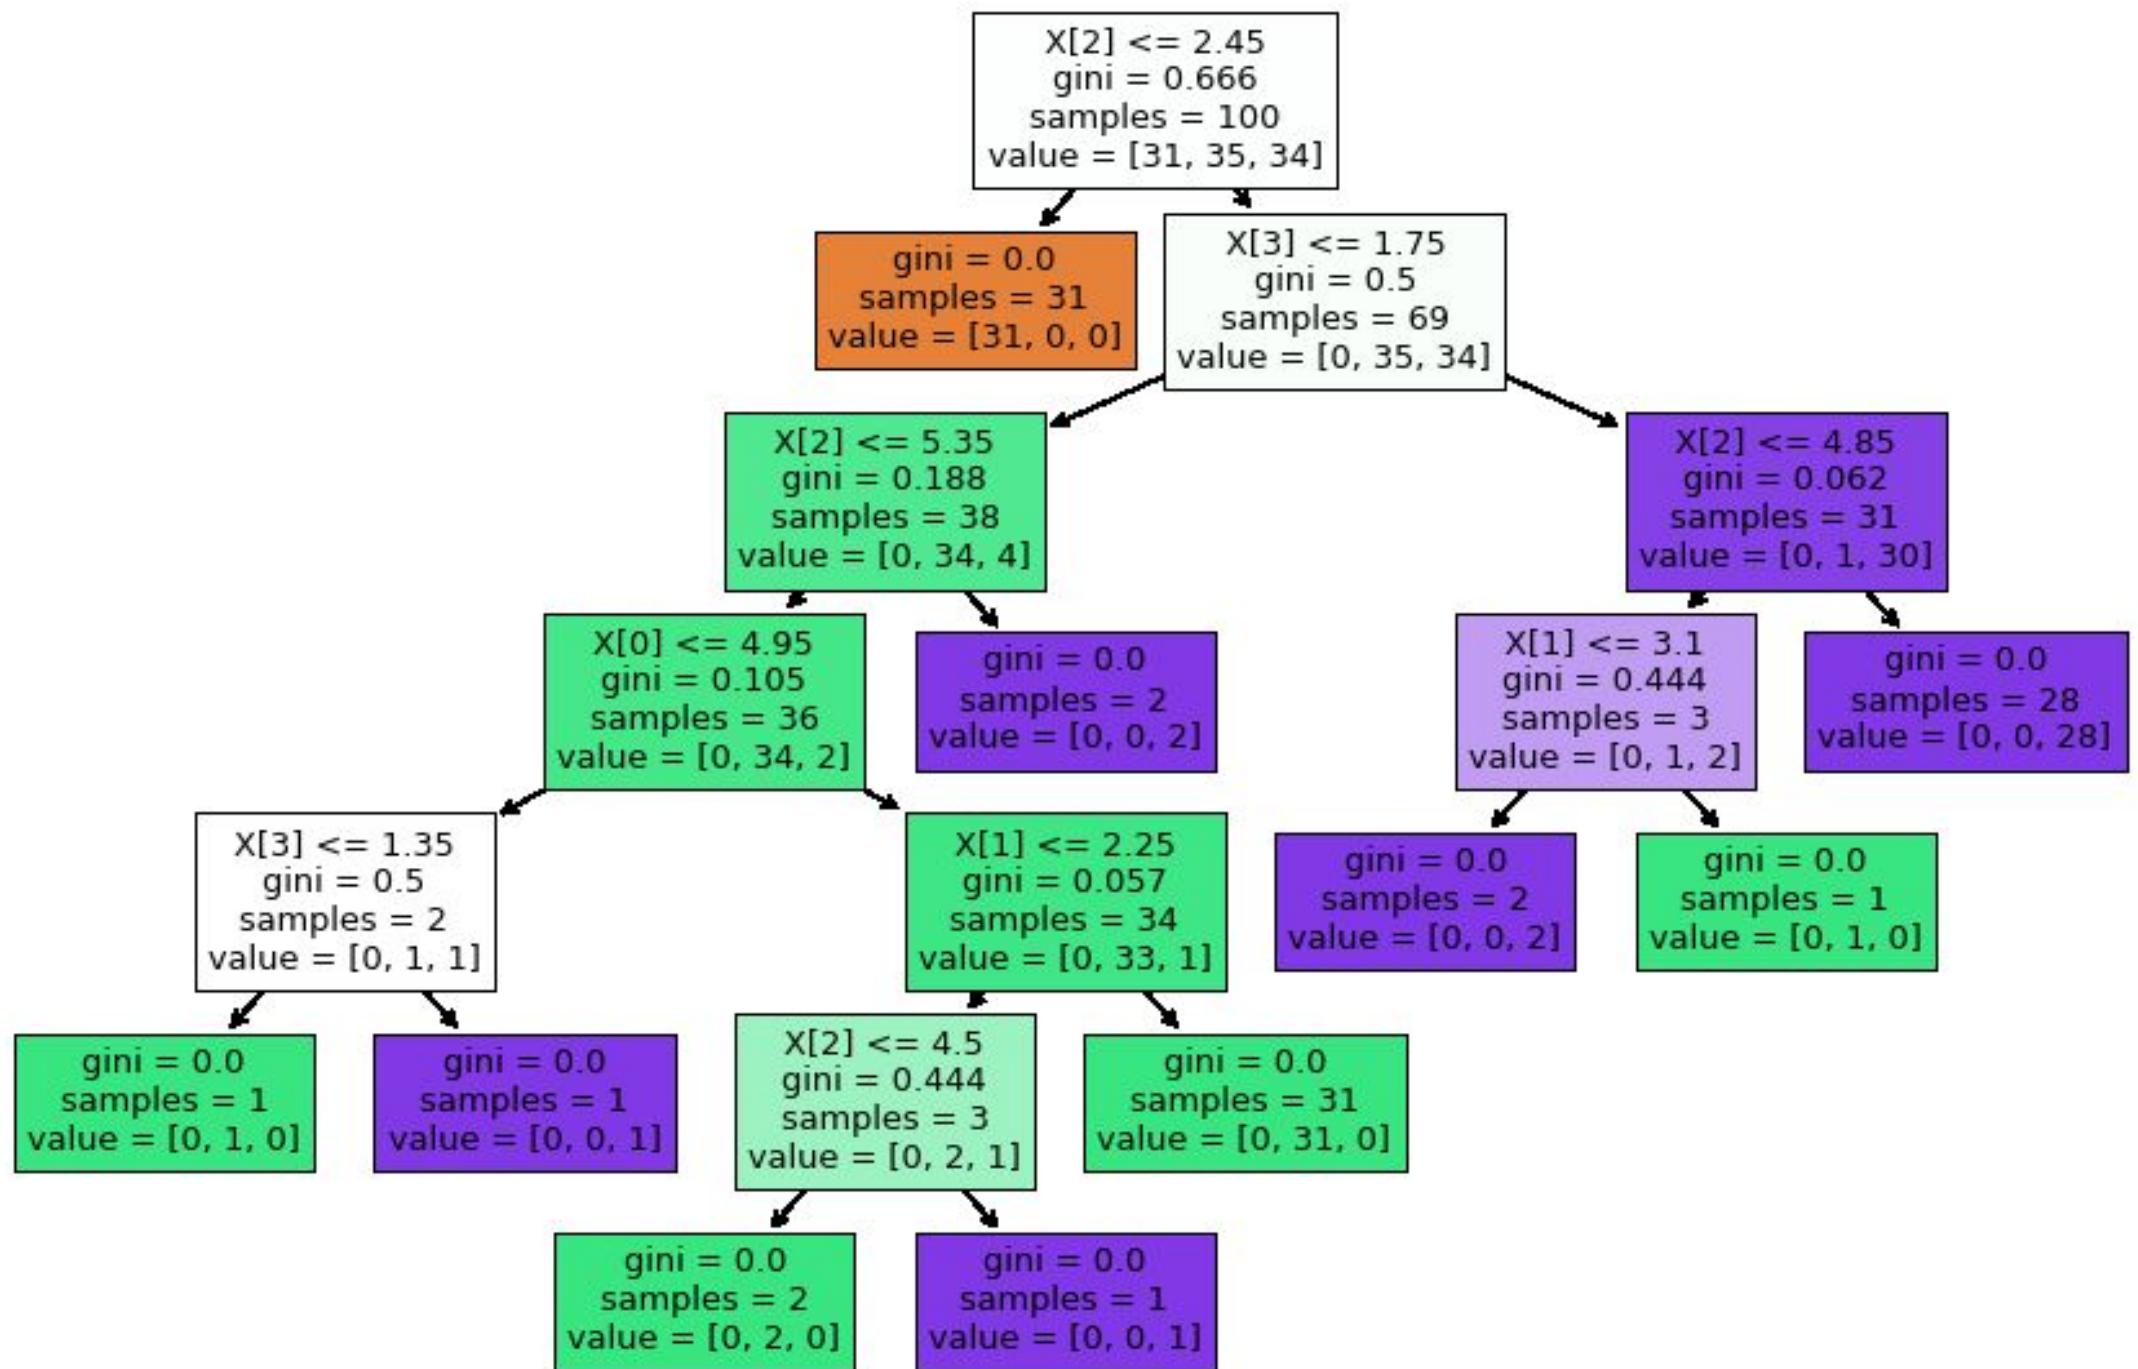 X[2] <= 2.45
gini = 0.666
samples = 100
value = [31, 35, 34]
gini = 0.0
samples = 31
value = [31, 0, 0]
X[3] <= 1.75
gini = 0.5
samples = 69
value = [0, 35, 34]
X[2] <= 5.35
gini = 0.188
samples = 38
value = [0, 34, 4]
X[2] <= 4.85
gini = 0.062
samples = 31
value = [0, 1, 30]
X[0] <= 4.95
gini = 0.105
samples = 36
value = [0, 34, 2]
gini = 0.0
samples = 2
value = [0, 0, 2]
X[1] <= 3.1
gini = 0.444
samples = 3
value = [0, 1, 2]
gini = 0.0
samples = 28
value = [0, 0, 28]
X[3] <= 1.35
gini = 0.5
samples = 2
value = [0, 1, 1]
X[1] <= 2.25
gini = 0.057
samples = 34
value = [0, 33, 1]
gini = 0.0
samples = 2
value = [0, 0, 2]
gini = 0.0
samples = 1
value = [0, 1, 0]
gini = 0.0
samples = 1
value = [0, 1, 0]
gini = 0.0
samples = 1
value = [0, 0, 1]
X[2] <= 4.5
gini = 0.444
samples = 3
value = [0, 2, 1]
gini = 0.0
samples = 31
value = [0, 31, 0]
gini = 0.0
samples = 2
value = [0, 2, 0]
gini = 0.0
samples = 1
value = [0, 0, 1]